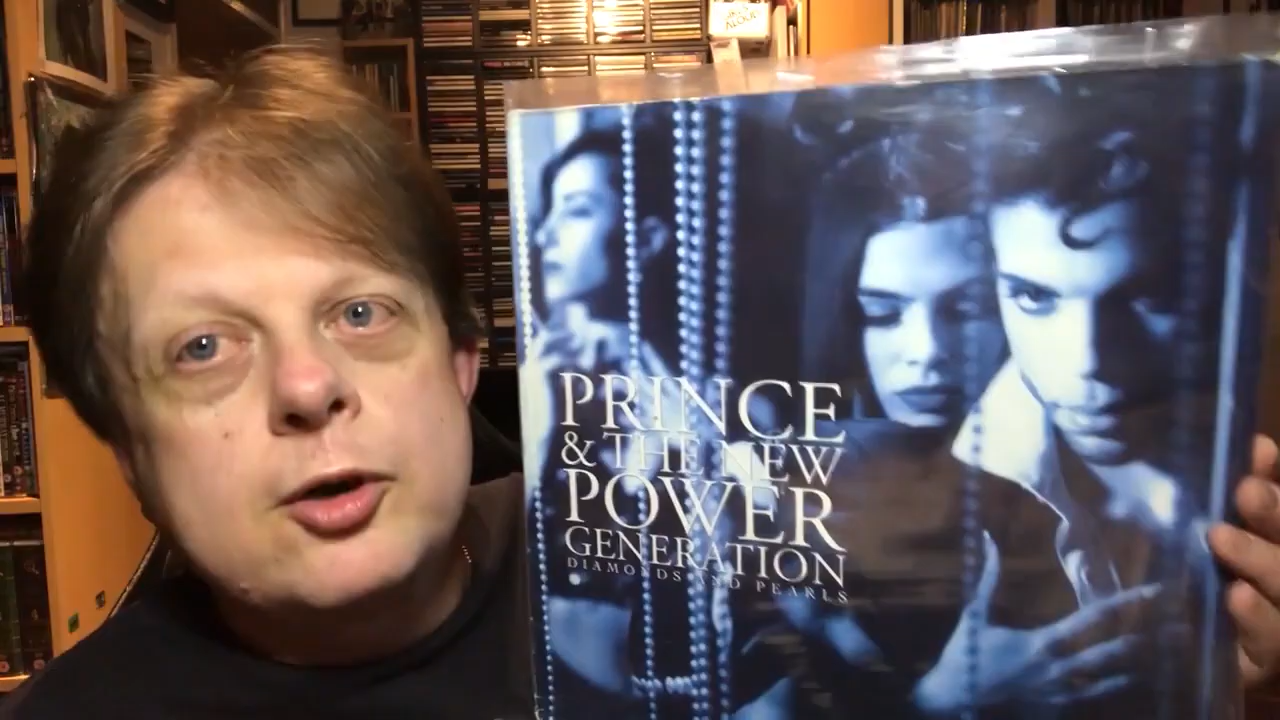 PRINCE
& THE NEW
POWER
GENERATION
DIAMONDS AND PEARLS